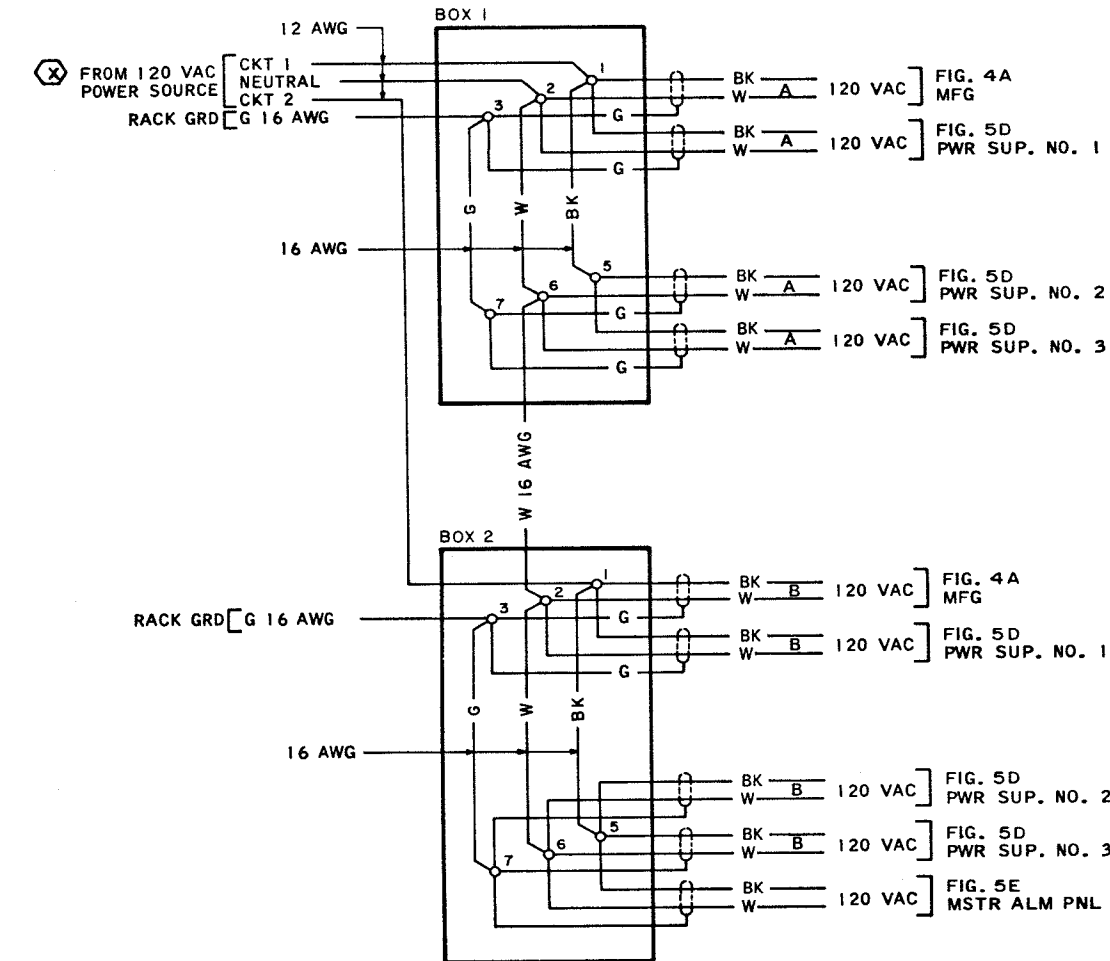 BOX 1
12 AWG
X FROM 120 VAC POWER SOURCE
CKT 1
NEUTRAL
CKT 2
RACK GRD G 16 AWG
1
2
3
BK
W A 120 VAC FIG. 4A MFG
G
BK
W A 120 VAC FIG. 5D PWR SUP. NO. 1
G
G W BK
16 AWG
5
6
7
BK
W A 120 VAC FIG. 5D PWR SUP. NO. 2
G
BK
W A 120 VAC FIG. 5D PWR SUP. NO. 3
G
W 16 AWG
BOX 2
1
2
3
BK
W B 120 VAC FIG. 4A MFG
RACK GRD G 16 AWG
G
BK
W B 120 VAC FIG. 5D PWR SUP. NO. 1
G
G W BK
16 AWG
BK
W B 120 VAC FIG. 5D PWR SUP. NO. 2
5
6
7
BK
W B 120 VAC FIG. 5D PWR SUP. NO. 3
BK
W 120 VAC FIG. 5E MSTR ALM PNL